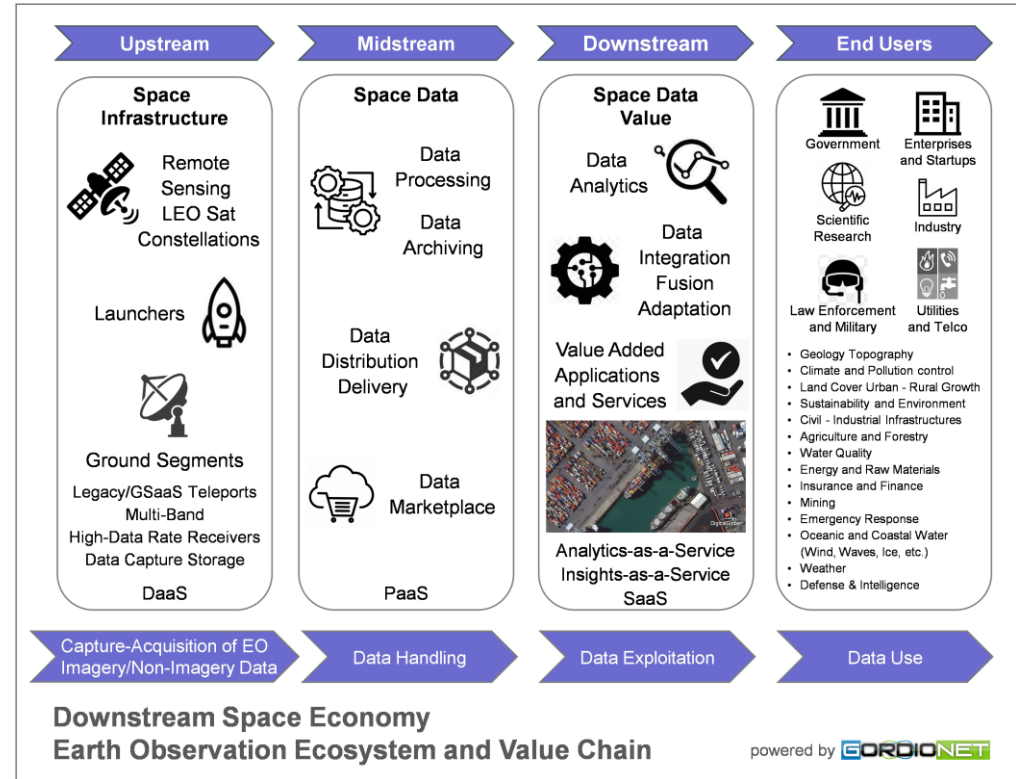 Upstream
Midstream
Downstream
End Users
Space
Infrastructure
Remote
Sensing
LEO Sat
Constellations
Launchers
Ground Segments
Legacy/GSaaS Teleports
Multi-Band
High-Data Rate Receivers
Data Capture Storage
DaaS
Space Data
Data
Processing
Data
Archiving
Data
Distribution
Delivery
Data
Marketplace
PaaS
Space Data
Value
Data
Analytics
Data
Integration
Fusion
Adaptation
Value Added
Applications
and Services
DigitalGlobe
Analytics-as-a-Service
Insights-as-a-Service
SaaS
Government
Enterprises
and Startups
Scientific
Research
Industry
Law Enforcement
and Military
Utilities
and Telco
• Geology Topography
• Climate and Pollution control
• Land Cover Urban - Rural Growth
• Sustainability and Environment
• Civil - Industrial Infrastructures
• Agriculture and Forestry
• Water Quality
• Energy and Raw Materials
• Insurance and Finance
• Mining
• Emergency Response
• Oceanic and Coastal Water
(Wind, Waves, Ice, etc.)
• Weather
• Defense & Intelligence
Capture-Acquisition of EO
Imagery/Non-Imagery Data
Data Handling
Data Exploitation
Data Use
Downstream Space Economy
Earth Observation Ecosystem and Value Chain
powered by GORDIONET